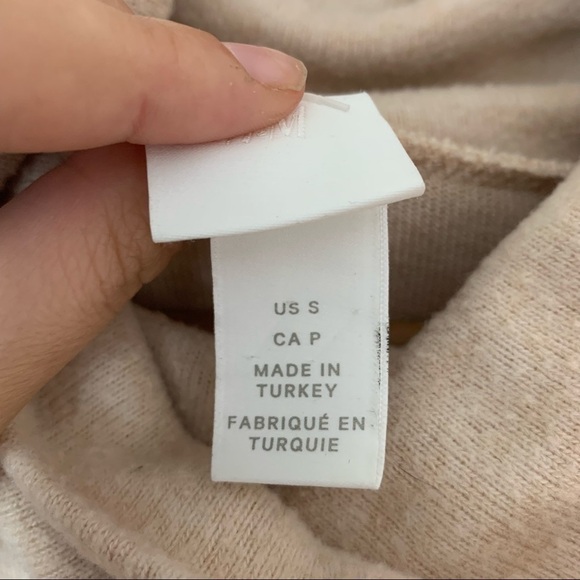 US S
CA P
MADE IN
TURKEY
FABRIQUÉ EN
TURQUIE